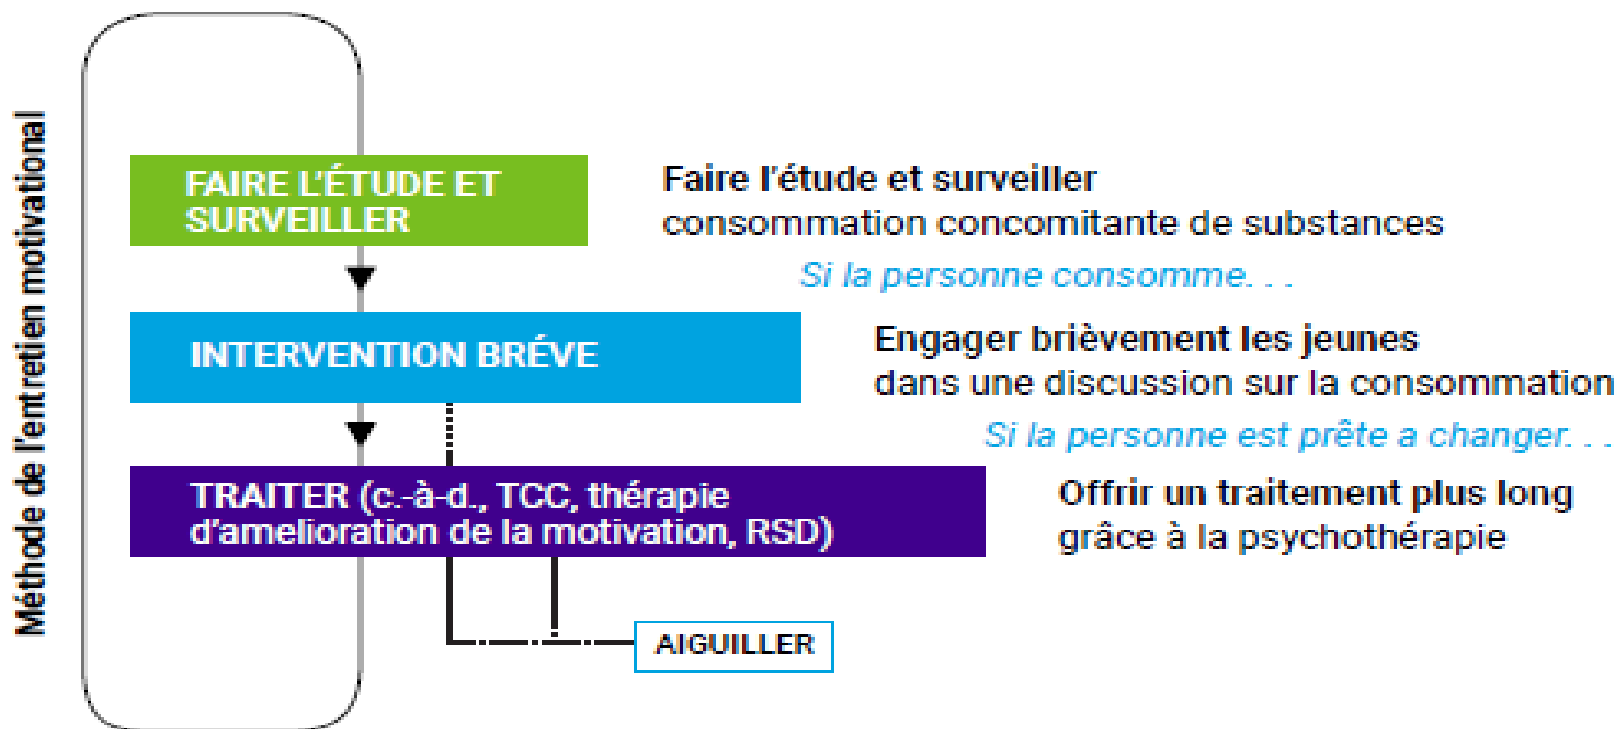 Méthode de l'entretien motivational
FAIRE L'ÉTUDE ET
SURVEILLER
Faire l'étude et surveiller
consommation concomitante de substances
Si la personne consomme. . .
INTERVENTION BRÉVE
Engager brièvement les jeunes
dans une discussion sur la consommation
Si la personne est prête a changer. . .
TRAITER (c.-à-d., TCC, thérapie
d'amelioration de la motivation, RSD)
Offrir un traitement plus long
grâce à la psychothérapie
AIGUILLER